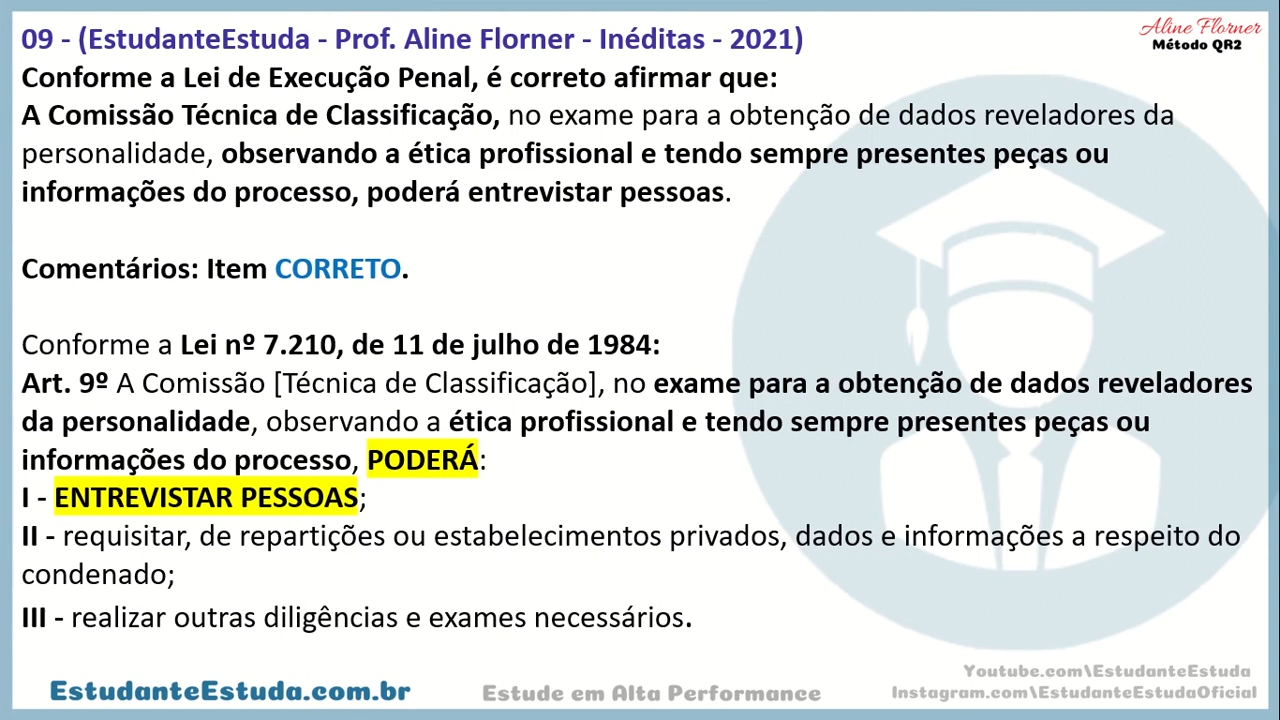 09 - (EstudanteEstuda - Prof. Aline Florner - Inéditas - 2021)
Aline Florner
Método QR2
Conforme a Lei de Execução Penal, é correto afirmar que:
A Comissão Técnica de Classificação, no exame para a obtenção de dados reveladores da
personalidade, observando a ética profissional e tendo sempre presentes peças ou
informações do processo, poderá entrevistar pessoas.
Comentários: Item CORRETO.
Conforme a Lei nº 7.210, de 11 de julho de 1984:
Art. 9º A Comissão [Técnica de Classificação], no exame para a obtenção de dados reveladores
da personalidade, observando a ética profissional e tendo sempre presentes peças ou
informações do processo, PODERÁ:
I - ENTREVISTAR PESSOAS;
II - requisitar, de repartições ou estabelecimentos privados, dados e informações a respeito do
condenado;
III - realizar outras diligências e exames necessários.
EstudanteEstuda.com.br
Estude em Alta Performance
Youtube.com\EstudanteEstuda
Instagram.com\EstudanteEstudaOficial